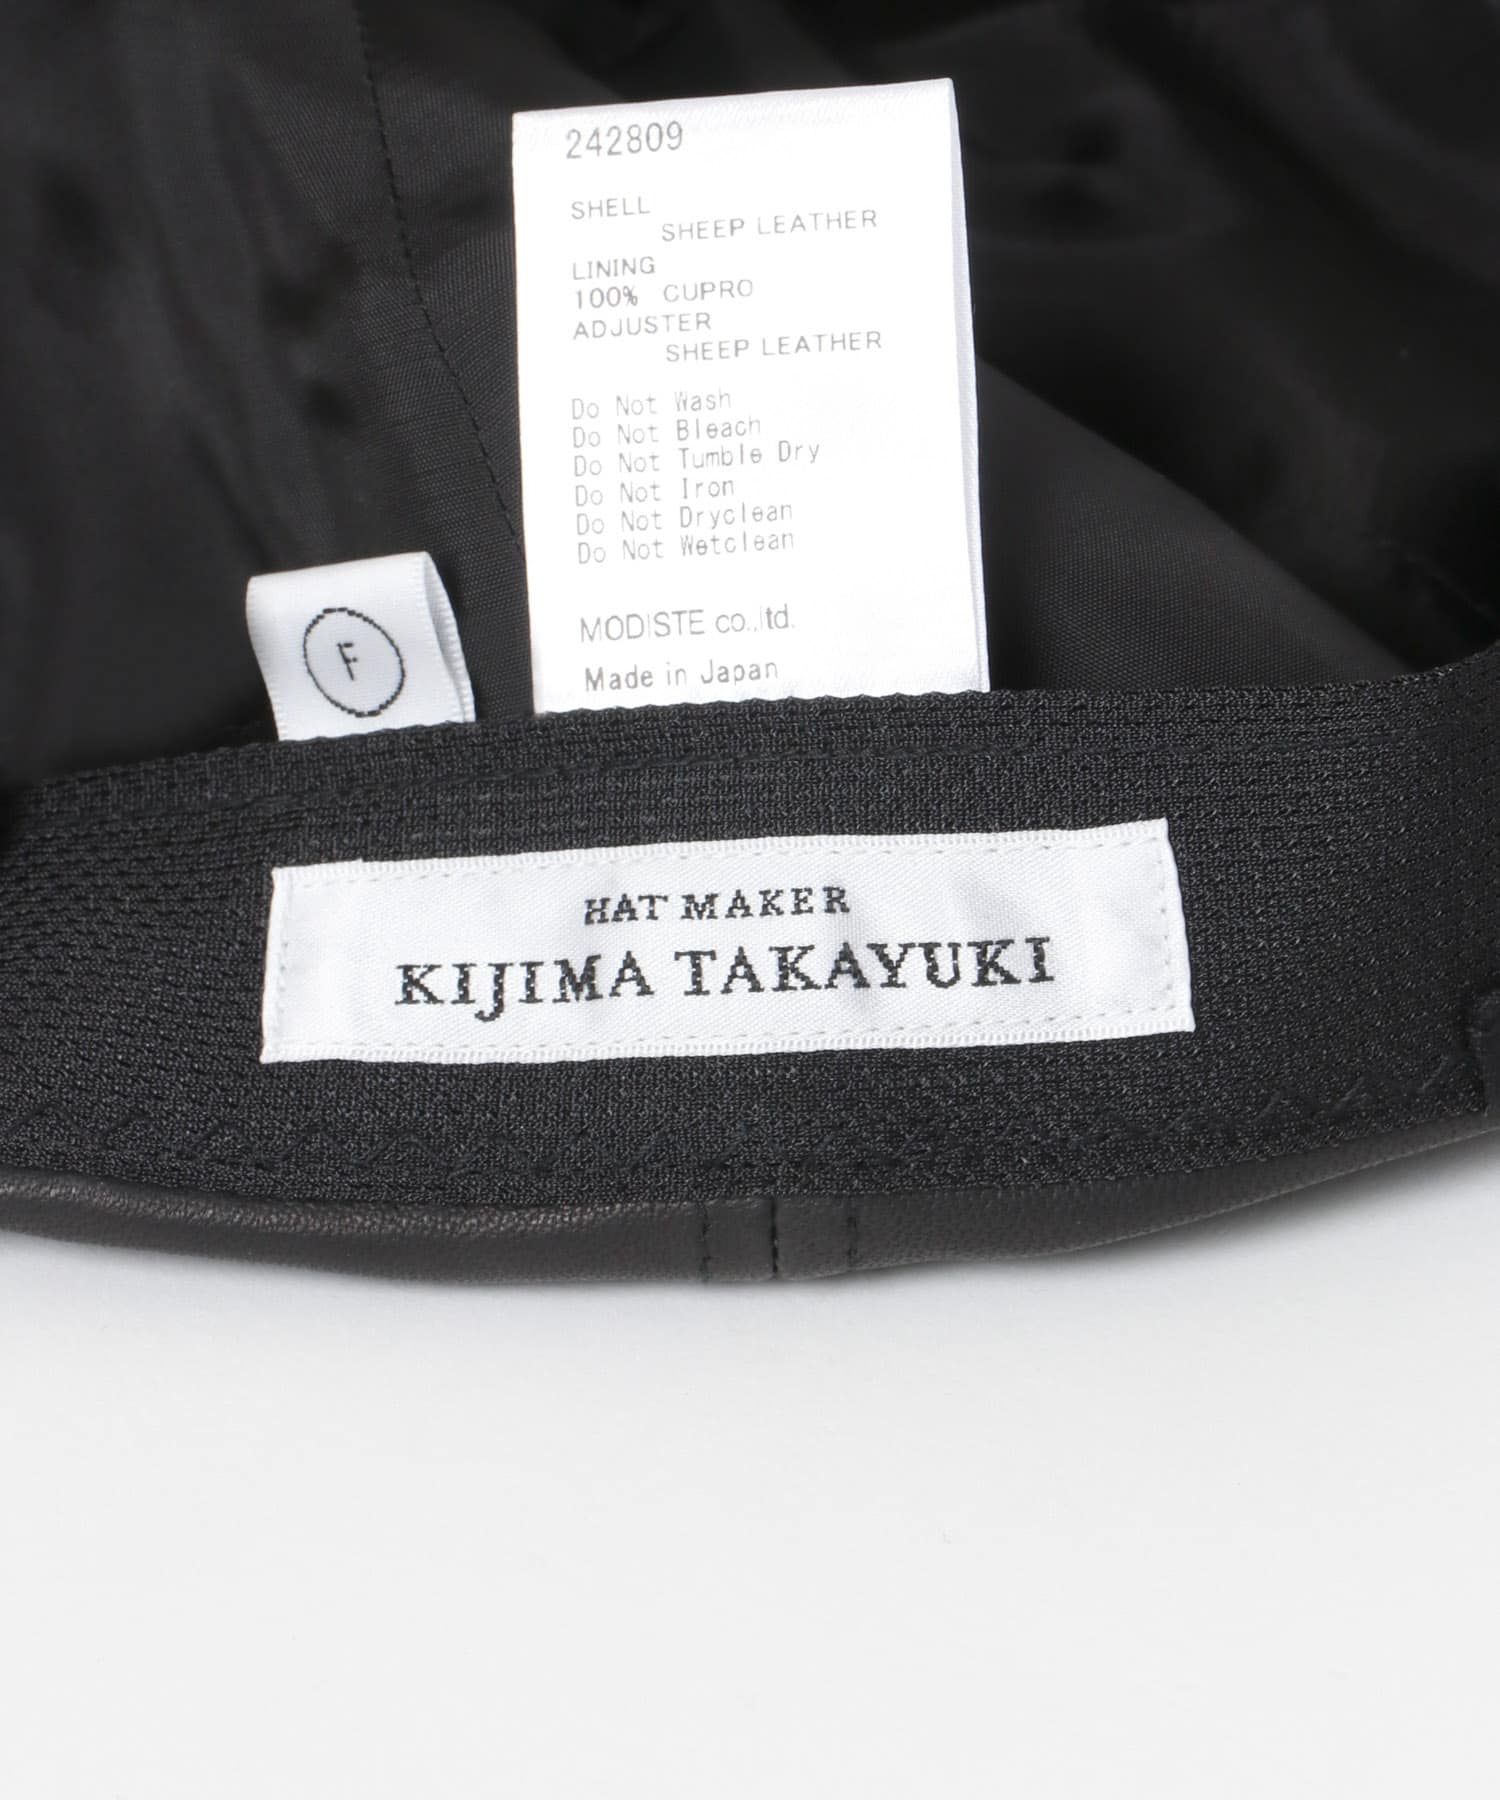 242809
SHELL
SHEEP LEATHER
LINING
100% CUPRO
ADJUSTER
SHEEP LEATHER
Do Not Wash
Do Not Bleach
Do Not Tumble Dry
Do Not Iron
Do Not Dryclean
Do Not Wetclean
MODISTE co.,ltd.
Made in Japan
F
HAT MAKER
KIJIMA TAKAYUKI